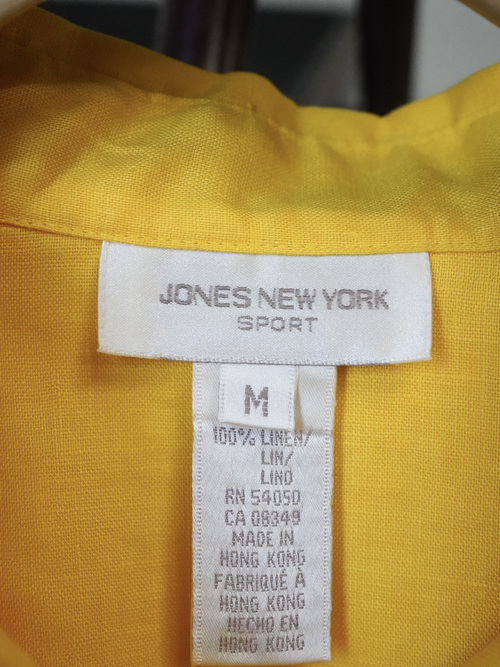 JONES NEW YORK
SPORT
M
100% LINEN/
LIN/
LINO
RN 54050
CA 08349
MADE IN
HONG KONG
FABRIQUÉ À
HONG KONG
HECHO EN
HONG KONG